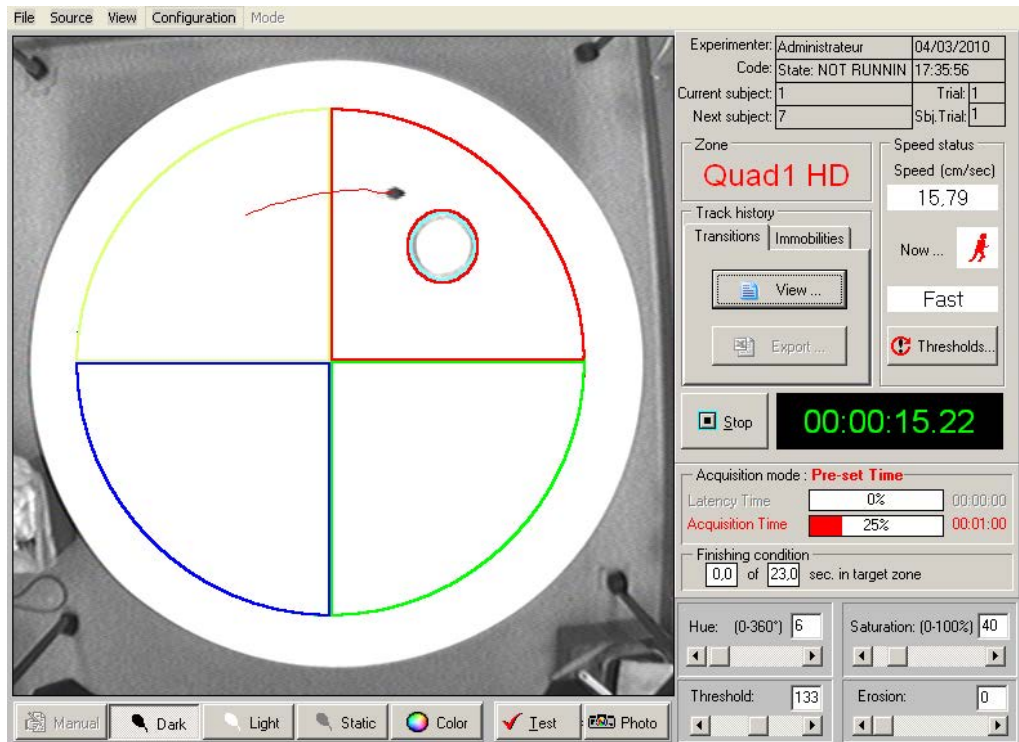 File Source View Configuration Mode
Experimenter: Administrateur 04/03/2010
Code: State: NOT RUNNIN 17:35:56
Current subject: 1 Trial: 1
Next subject: 7 Sbj.Trial: 1
Zone
Quad1 HD
Speed status
Speed (cm/sec)
15,79
Now ...
Fast
Thresholds...
Track history
Transitions Immobilities
View ...
Export ...
Stop 00:00:15.22
Acquisition mode : Pre-set Time
Latency Time 0% 00:00:00
Acquisition Time 25% 00:01:00
Finishing condition
0,0 of 23,0 sec. in target zone
Hue: (0-360°) 6 Saturation: (0-100%) 40
Threshold: 133 Erosion: 0
Manual Dark Light Static Color Test Photo